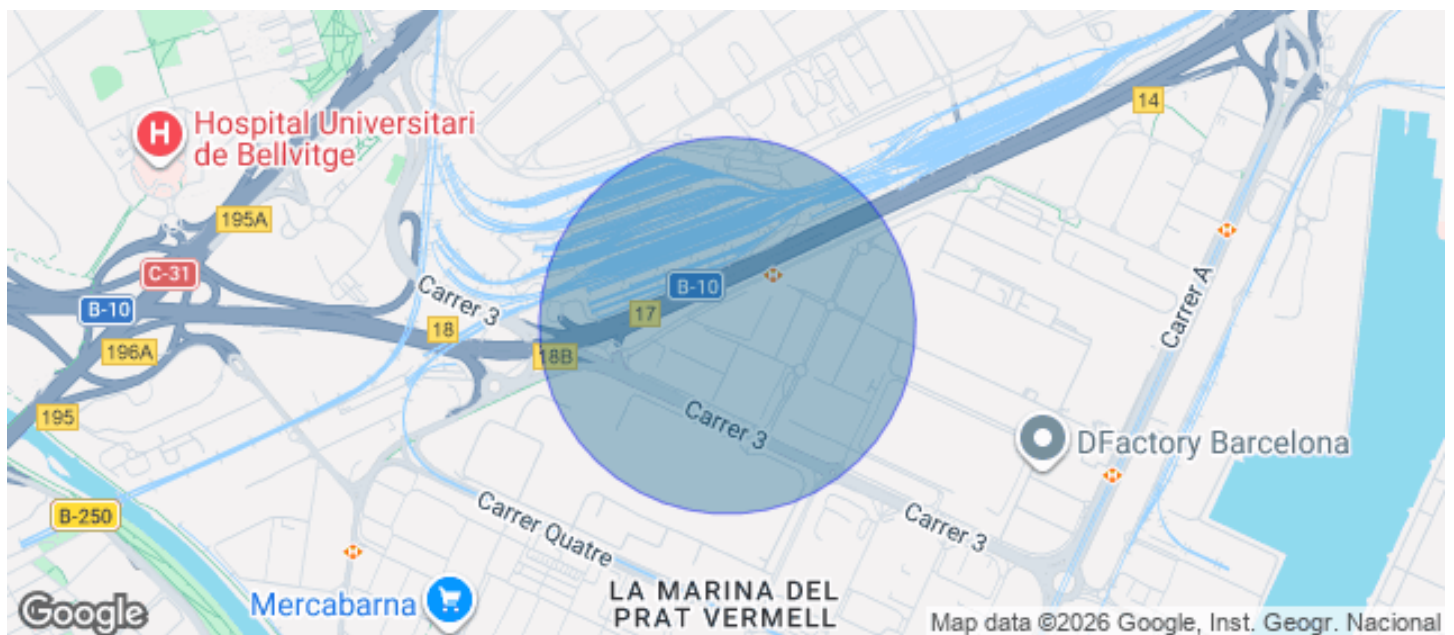 14
H
Hospital Universitari
de Bellvitge
195A
C-31
B-10
Carrer 3
B-10
Carrer A
17
18
18B
196A
195
Carrer 3
DFactory Barcelona
B-250
Carrer Quatre
Carrer 3
LA MARINA DEL
PRAT VERMELL
Mercabarna
Google
Map data ©2026 Google, Inst. Geogr. Nacional